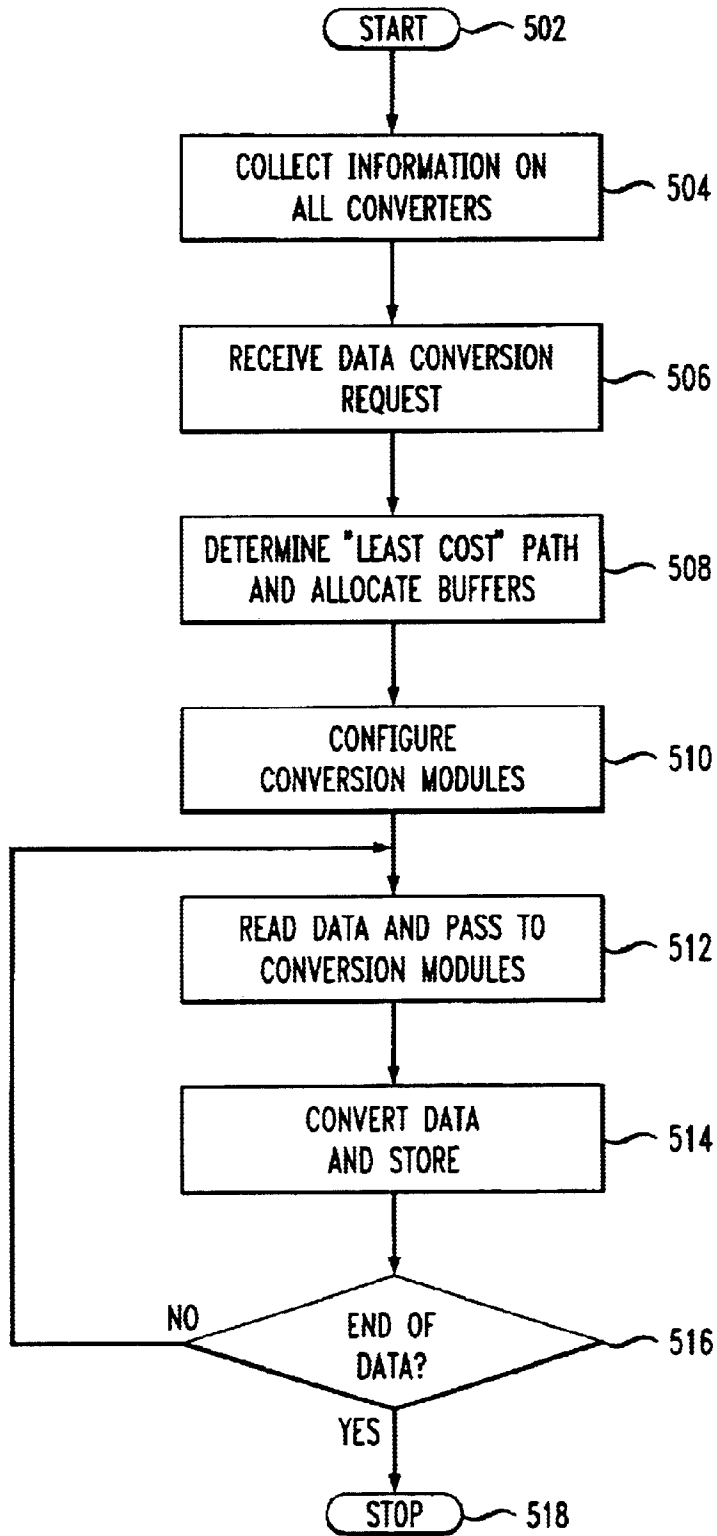 START 502
COLLECT INFORMATION ON
ALL CONVERTERS
504
RECEIVE DATA CONVERSION
REQUEST
506
DETERMINE "LEAST COST" PATH
AND ALLOCATE BUFFERS
508
CONFIGURE
CONVERSION MODULES
510
READ DATA AND PASS TO
CONVERSION MODULES
512
CONVERT DATA
AND STORE
514
NO
END OF
DATA?
516
YES
STOP 518